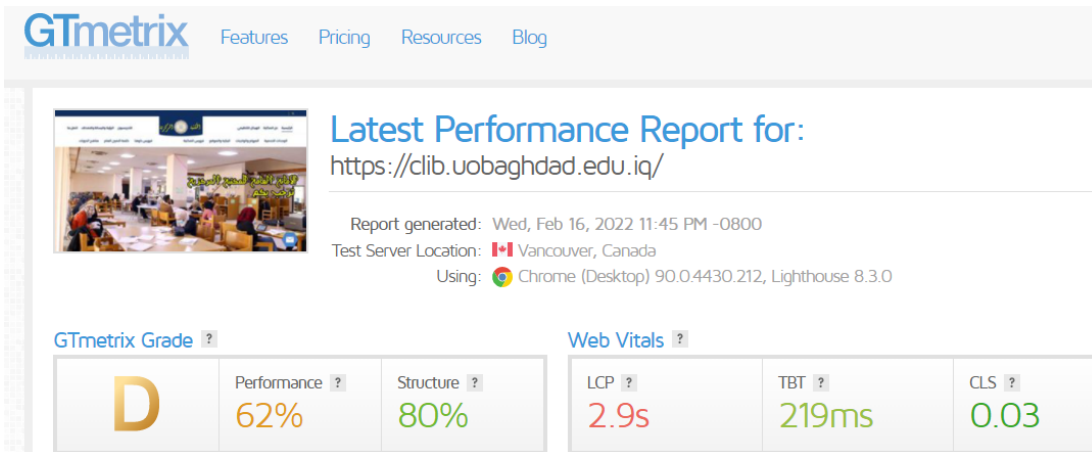 GTmetrix Features Pricing Resources Blog
Latest Performance Report for:
https://clib.uobaghdad.edu.iq/
Report generated: Wed, Feb 16, 2022 11:45 PM -0800
Test Server Location: Vancouver, Canada
Using: Chrome (Desktop) 90.0.4430.212, Lighthouse 8.3.0
GTmetrix Grade ? Web Vitals ?
D Performance ? Structure ? LCP ? TBT ? CLS ?
62% 80% 2.9s 219ms 0.03